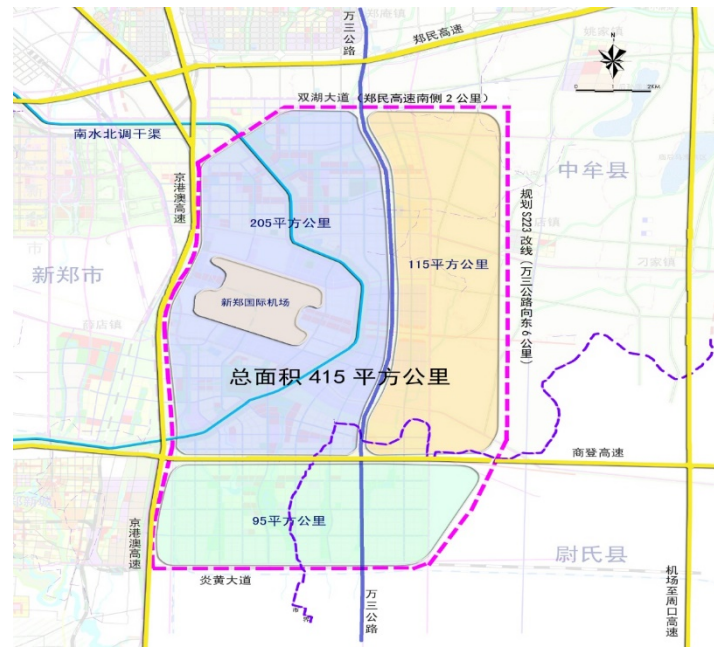 万三公路
郑民高速
N
0 2KM
双湖大道(郑民高速南侧2公里)
南水北调干渠
中牟县
京港澳高速
205平方公里
规划S223改线(万三公路向东6公里)
115平方公里
刁家镇
新郑市
新郑国际机场
总面积 415 平方公里
商登高速
95平方公里
京港澳高速
尉氏县
炎黄大道
万三公路
机场至周口高速